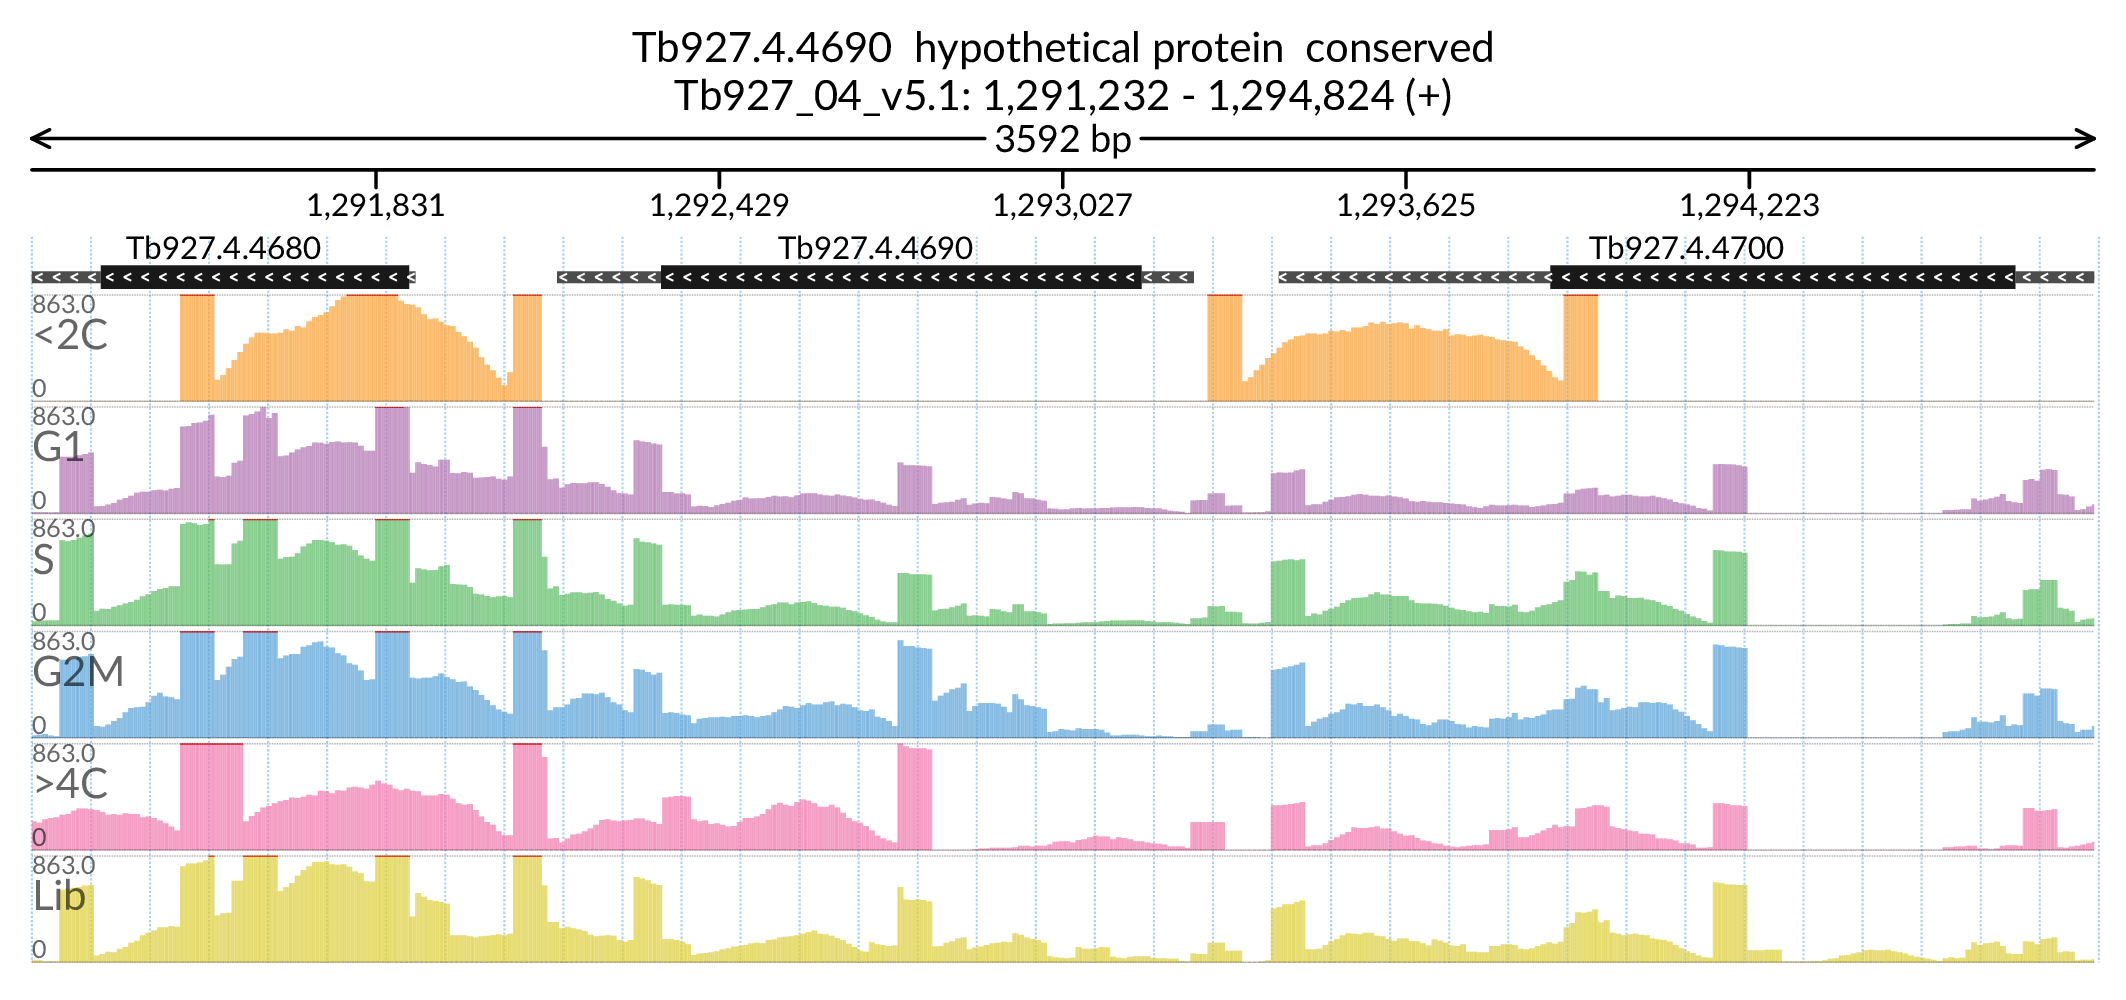 Tb927.4.4690  hypothetical protein  conserved
Tb927_04_v5.1: 1,291,232 - 1,294,824 (+)
3592 bp
1,291,831 1,292,429 1,293,027 1,293,625 1,294,223
Tb927.4.4680 Tb927.4.4690 Tb927.4.4700
863.0
<2C
0
863.0
G1
0
863.0
S
0
863.0
G2M
0
863.0
>4C
0
863.0
Lib
0